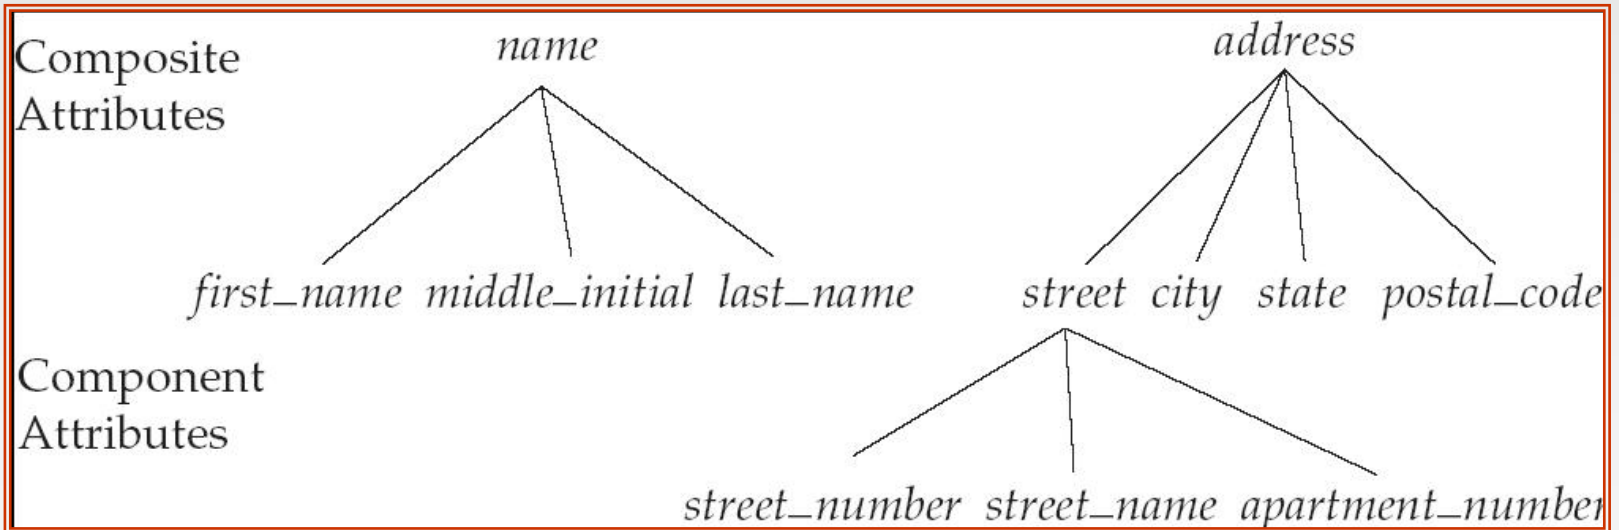 Composite
Attributes
name
address
first_name middle_initial last_name
street city state postal_code
Component
Attributes
street_number street_name apartment_number